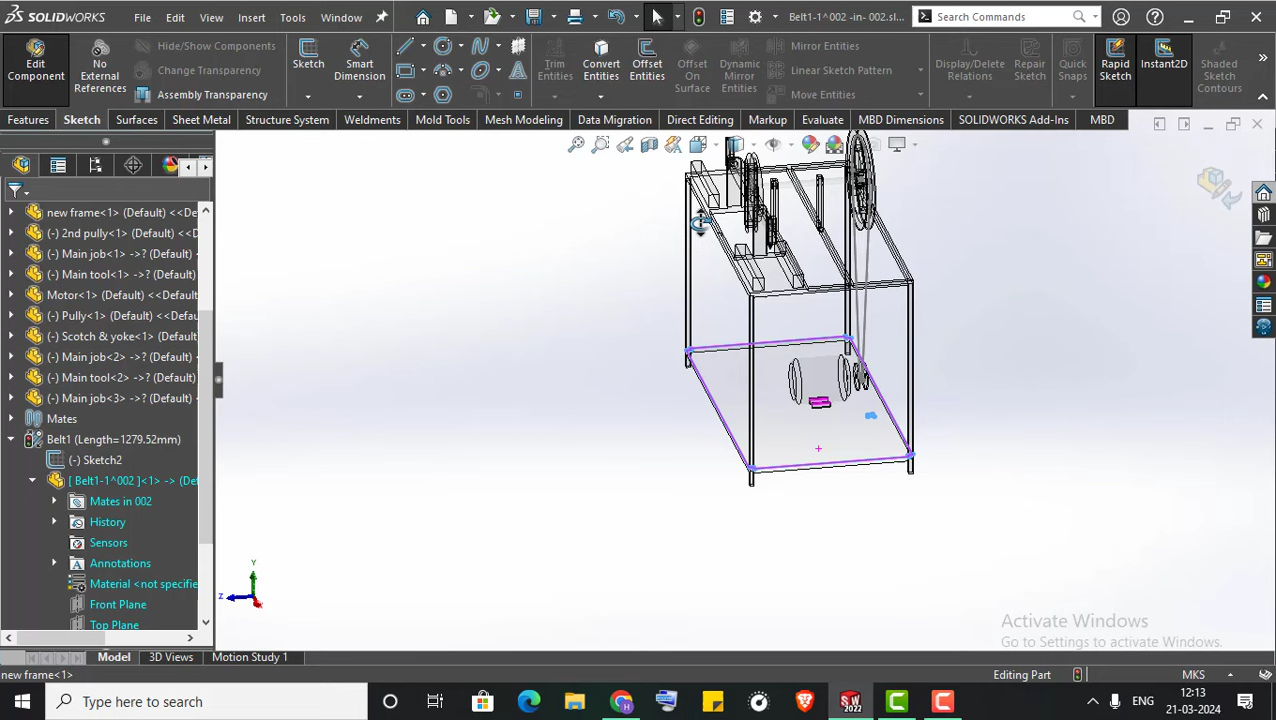 SOLIDWORKS File Edit View Insert Tools Window Belt1-1^002 -in- 002.sl... Search Commands
Edit Component
No External References
Hide/Show Components
Change Transparency
Assembly Transparency
Sketch
Smart Dimension
Trim Entities
Convert Entities
Offset Entities
Offset On Surface
Dynamic Mirror Entities
Mirror Entities
Linear Sketch Pattern
Move Entities
Display/Delete Relations
Repair Sketch
Quick Snaps
Rapid Sketch
Instant2D
Shaded Sketch Contours
Features Sketch Surfaces Sheet Metal Structure System Weldments Mold Tools Mesh Modeling Data Migration Direct Editing Markup Evaluate MBD Dimensions SOLIDWORKS Add-Ins MBD
new frame<1> (Default) <<D
(-) 2nd pully<1> (Default) <<
(-) Main job<1> ->? (Default)
(-) Main tool<1> ->? (Default)
Motor<1> (Default) <<Defau
(-) Pully<1> ->? (Default) <<
(-) Scotch & yoke<1> (Defaul
(-) Main job<2> ->? (Default)
(-) Main tool<2> ->? (Default)
(-) Main job<3> ->? (Default)
Mates
Belt1 (Length=1279.52mm)
(-) Sketch2
[ Belt1-1^002 ]<1> -> (De
Mates in 002
History
Sensors
Annotations
Material <not specifie
Front Plane
Top Plane
Y
Z
X
Activate Windows
Go to Settings to activate Windows.
Model 3D Views Motion Study 1
new frame<1> Editing Part MKS
Type here to search
SW
2022
ENG
12:13
21-03-2024